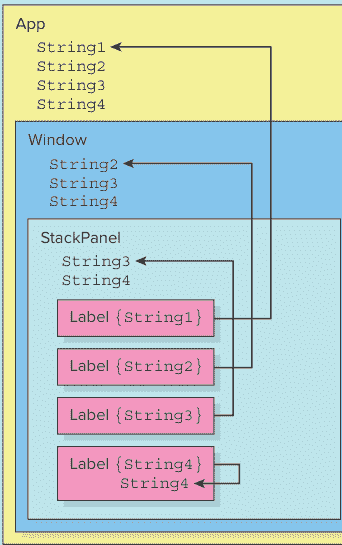 App
String1
String2
String3
String4
Window
String2
String3
String4
StackPanel
String3
String4
Label {String1}
Label {String2}
Label {String3}
Label {String4}
String4